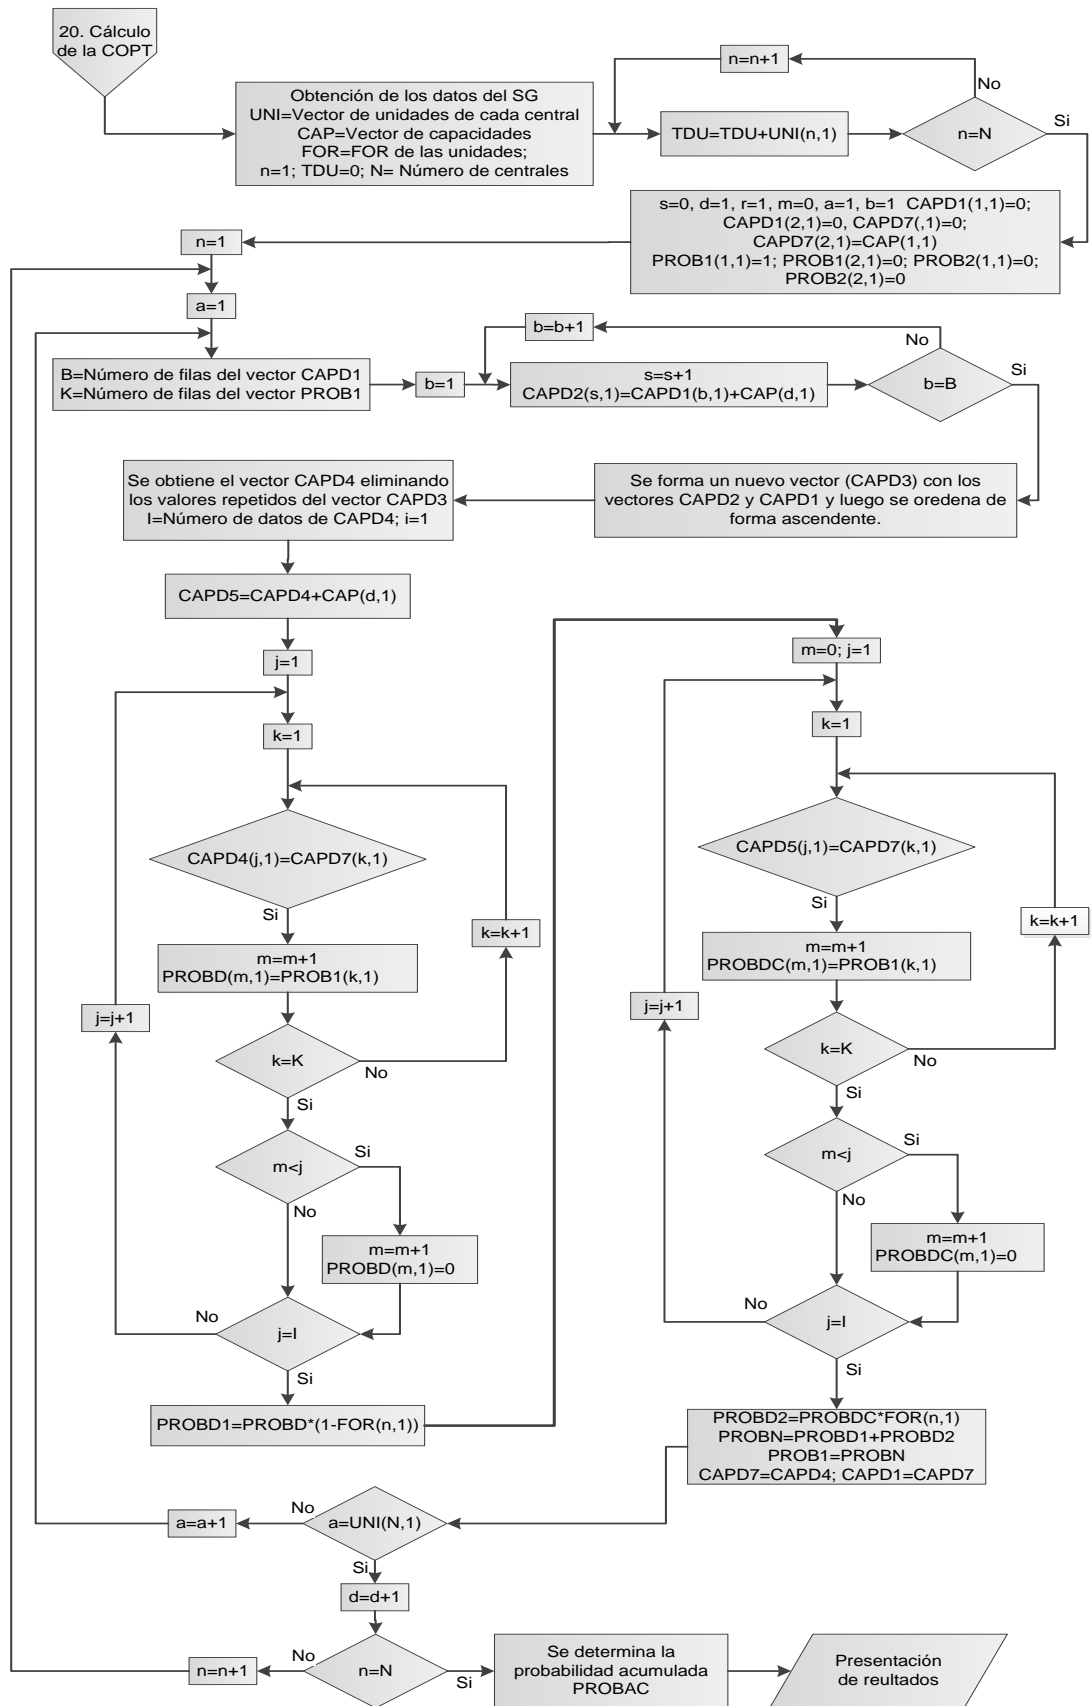 20. Cálculo
de la COPT
Obtención de los datos del SG
UNI=Vector de unidades de cada central
CAP=Vector de capacidades
FOR=FOR de las unidades;
n=1; TDU=0; N= Número de centrales
n=n+1
TDU=TDU+UNI(n,1)
No
n=N
Si
s=0, d=1, r=1, m=0, a=1, b=1 CAPD1(1,1)=0;
CAPD1(2,1)=0, CAPD7(,1)=0;
CAPD7(2,1)=CAP(1,1)
PROB1(1,1)=1; PROB1(2,1)=0; PROB2(1,1)=0;
PROB2(2,1)=0
n=1
a=1
B=Número de filas del vector CAPD1
K=Número de filas del vector PROB1
b=1
b=b+1
s=s+1
CAPD2(s,1)=CAPD1(b,1)+CAP(d,1)
No
b=B
Si
Se forma un nuevo vector (CAPD3) con los
vectores CAPD2 y CAPD1 y luego se oredena de
forma ascendente.
Se obtiene el vector CAPD4 eliminando
los valores repetidos del vector CAPD3
I=Número de datos de CAPD4; i=1
CAPD5=CAPD4+CAP(d,1)
j=1
k=1
CAPD4(j,1)=CAPD7(k,1)
Si
k=k+1
m=m+1
PROBD(m,1)=PROB1(k,1)
j=j+1
k=K
No
Si
m<j
Si
No
m=m+1
PROBD(m,1)=0
No
j=I
Si
PROBD1=PROBD*(1-FOR(n,1))
m=0; j=1
k=1
CAPD5(j,1)=CAPD7(k,1)
Si
k=k+1
m=m+1
PROBDC(m,1)=PROB1(k,1)
j=j+1
k=K
No
Si
m<j
Si
No
m=m+1
PROBDC(m,1)=0
No
j=I
Si
PROBD2=PROBDC*FOR(n,1)
PROBN=PROBD1+PROBD2
PROB1=PROBN
CAPD7=CAPD4; CAPD1=CAPD7
a=a+1
No
a=UNI(N,1)
Si
d=d+1
n=n+1
No
n=N
Si
Se determina la
probabilidad acumulada
PROBAC
Presentación
de reultados